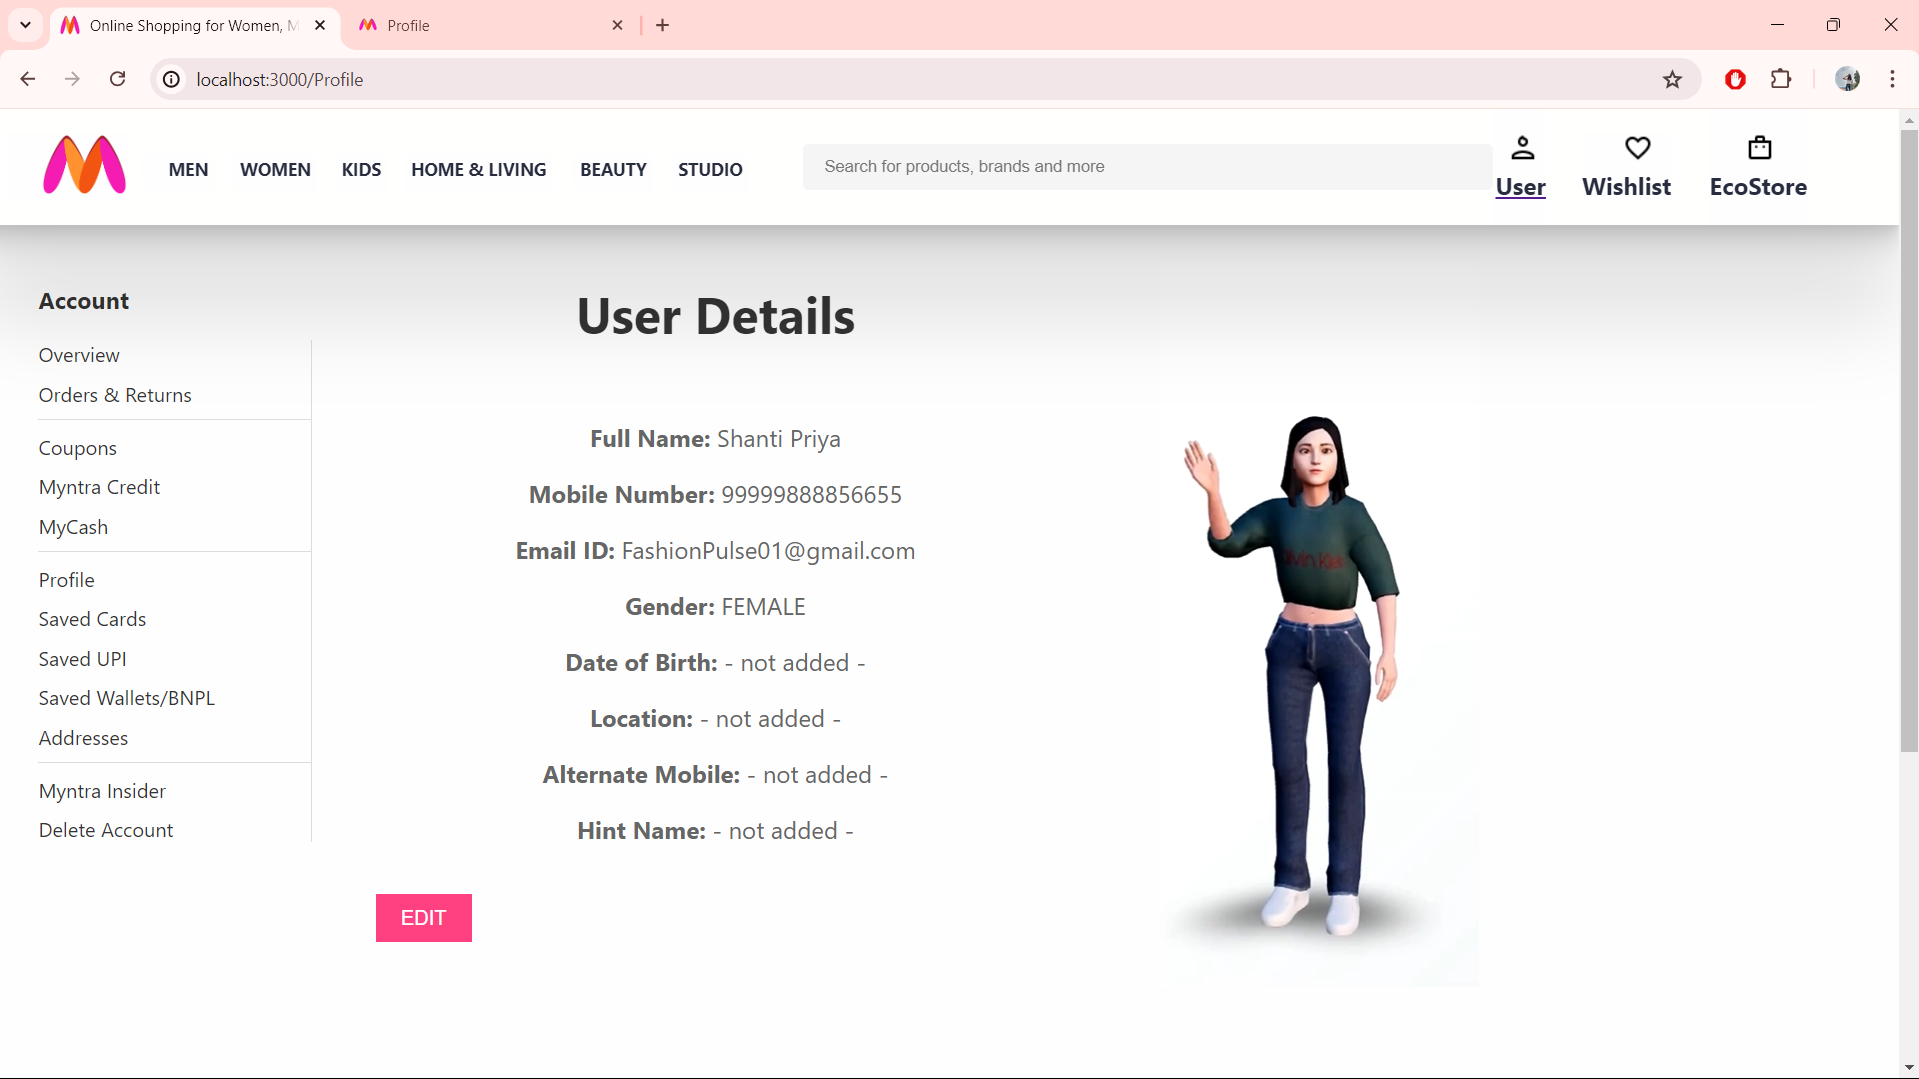 Online Shopping for Women, M
Profile
localhost:3000/Profile
MEN WOMEN KIDS HOME & LIVING BEAUTY STUDIO
Search for products, brands and more
User Wishlist EcoStore
Account
Overview
Orders & Returns
Coupons
Myntra Credit
MyCash
Profile
Saved Cards
Saved UPI
Saved Wallets/BNPL
Addresses
Myntra Insider
Delete Account
User Details
Full Name: Shanti Priya
Mobile Number: 99999888856655
Email ID: FashionPulse01@gmail.com
Gender: FEMALE
Date of Birth: - not added -
Location: - not added -
Alternate Mobile: - not added -
Hint Name: - not added -
EDIT